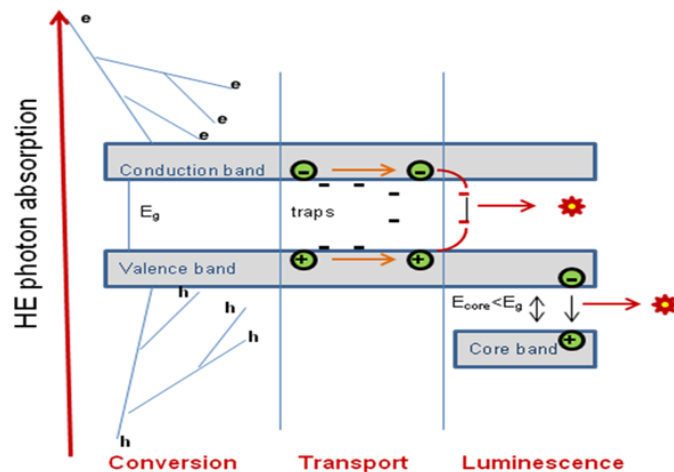 HE photon absorption
e
e
e
e
Conduction band
Eg
traps
Valence band
h
h
h
h
Ecore<Eg
Core band
Conversion
Transport
Luminescence